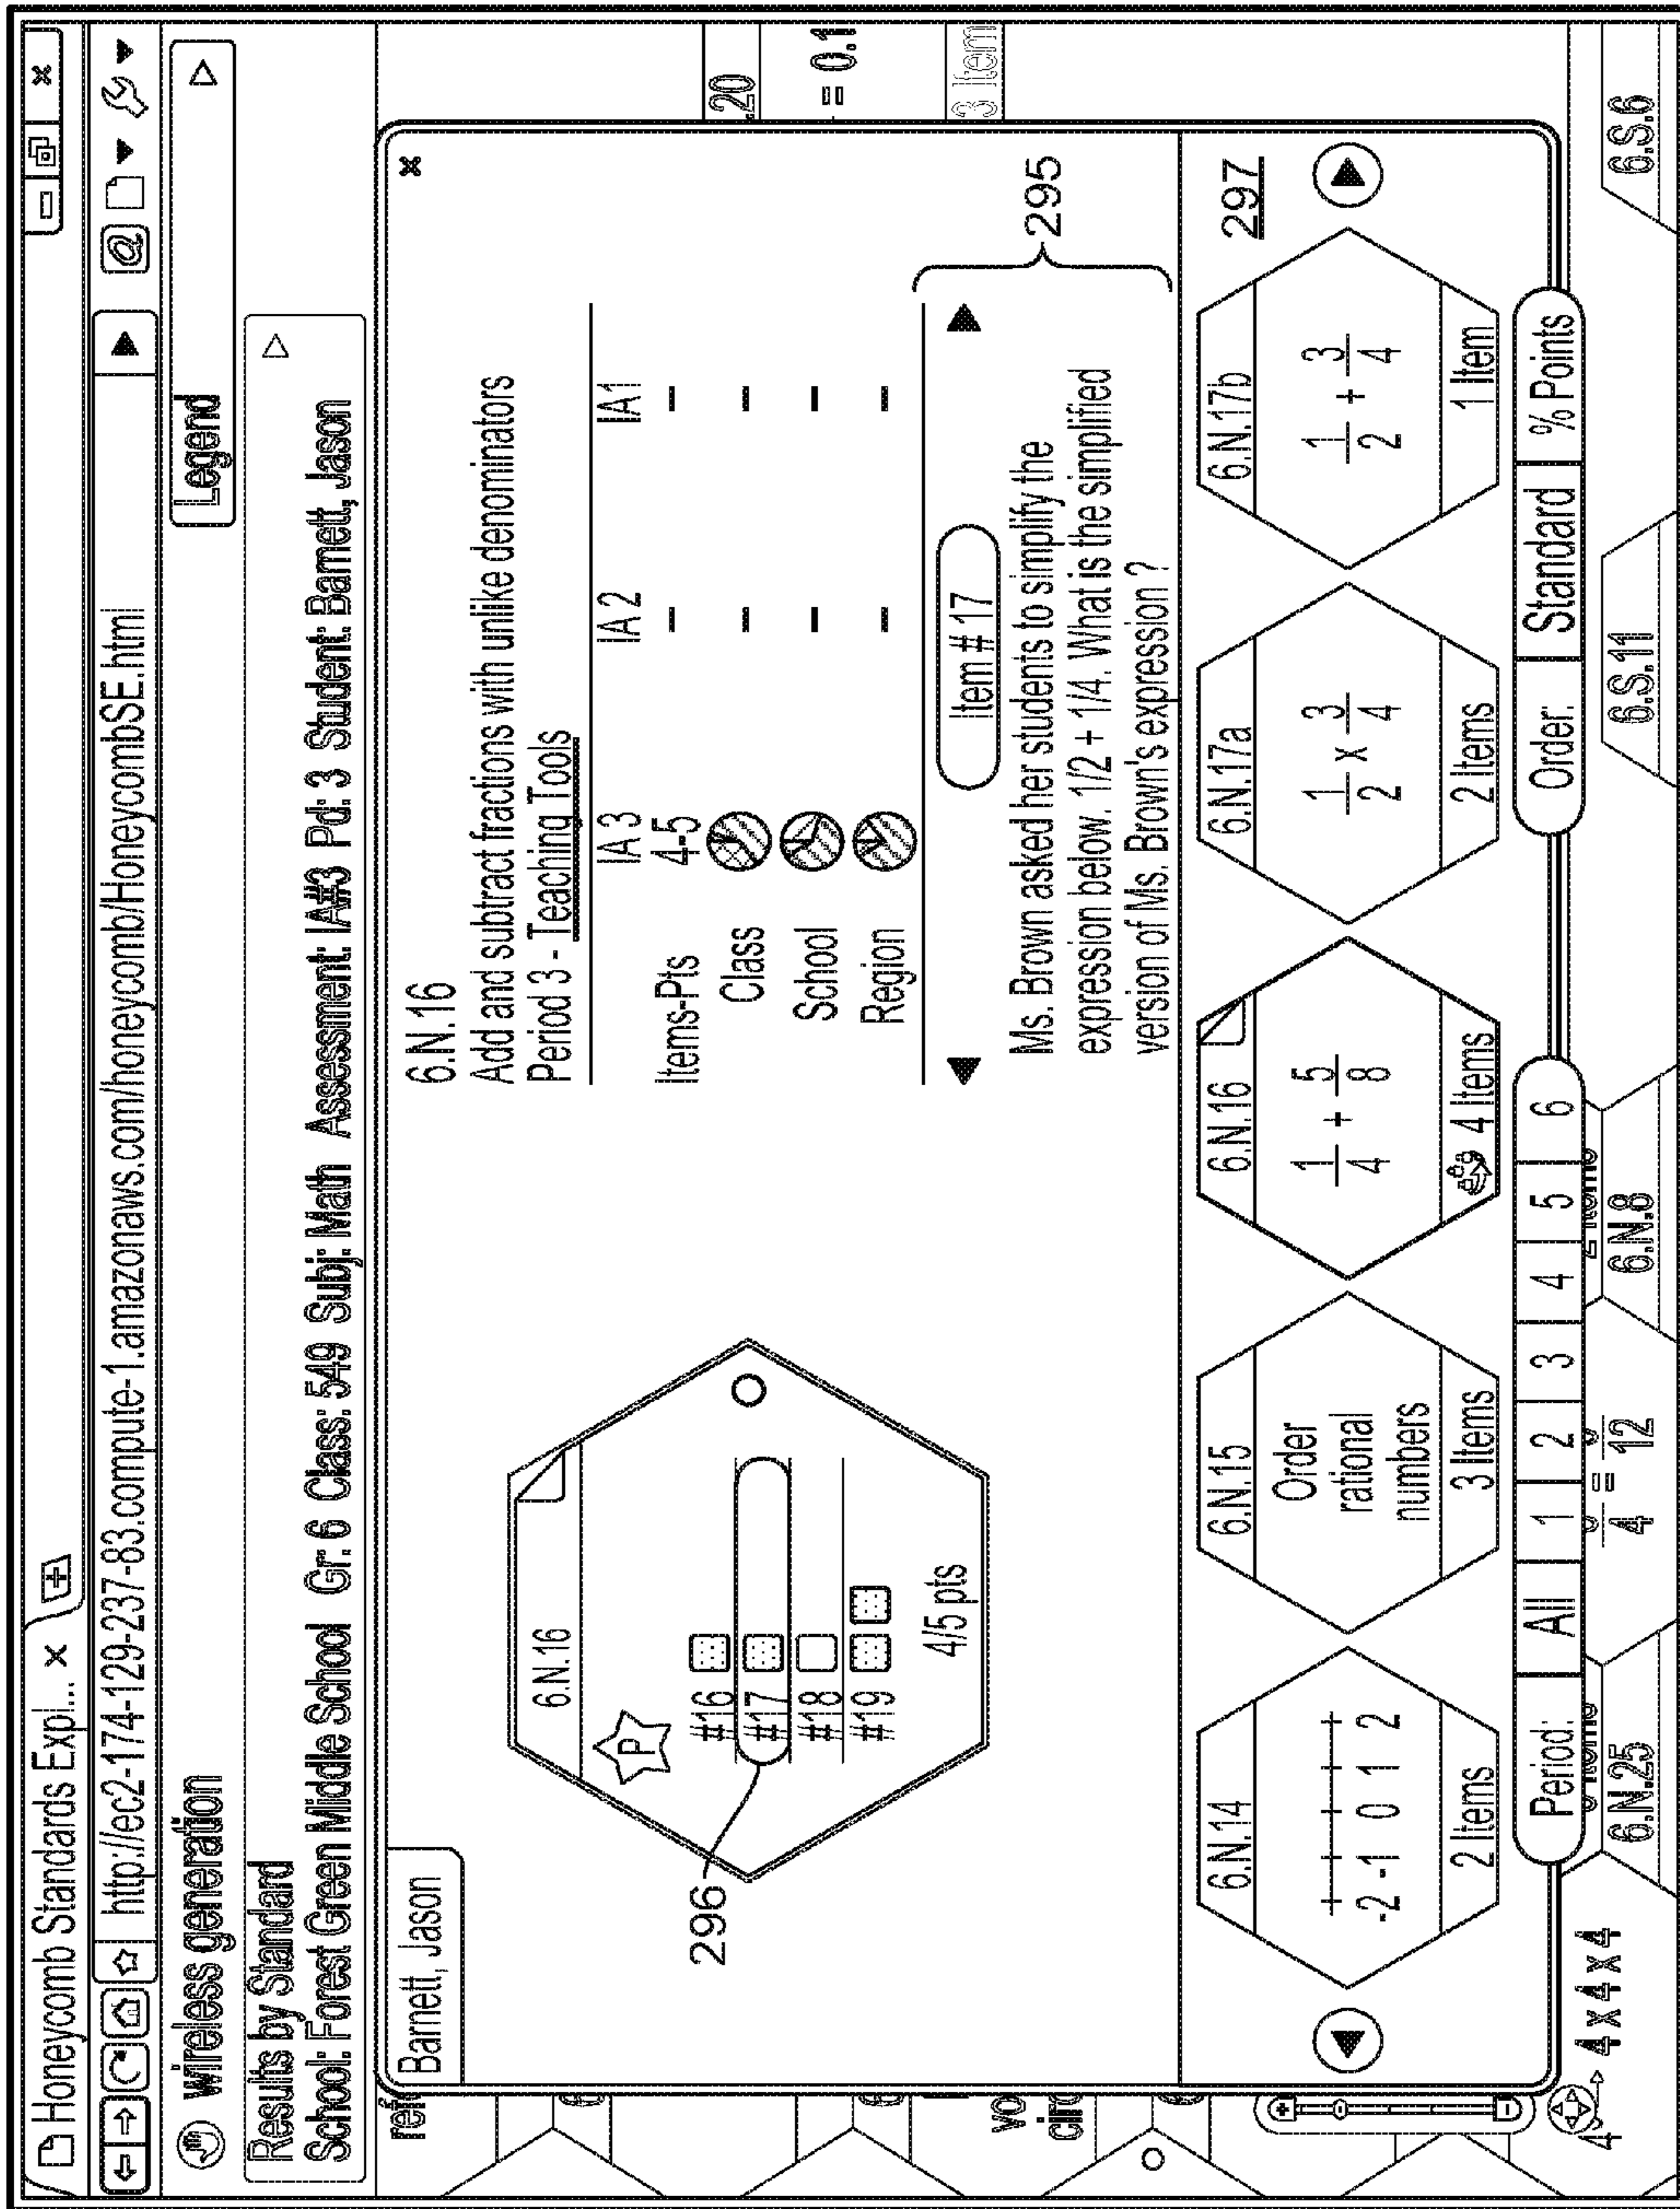 Honeycomb Standards Expl... x
http://ec2-174-129-237-83.compute-1.amazonaws.com/honeycomb/HoneycombSE.html
wireless generation
Legend
Results by Standard
School: Forest Green Middle School Gr: 6 Class: 549 Subj: Math Assessment: IA#3 Pd: 3 Student: Barnett, Jason
Barnett, Jason
x
6.N.16
P
#16
#17
#18
#19
4/5 pts
296
6.N.16
Add and subtract fractions with unlike denominators
Period 3 - Teaching Tools
IA 3 IA 2 IA 1
Items-Pts 4-5 - -
Class - -
School - -
Region - -
Item # 17
Ms. Brown asked her students to simplify the
expression below. 1/2 + 1/4. What is the simplified
version of Ms. Brown's expression ?
295
297
6.N.14
-2 -1 0 1 2
2 Items
6.N.15
Order
rational
numbers
3 Items
6.N.16
1/4 + 5/8
4 Items
6.N.17a
1/2 x 3/4
2 Items
6.N.17b
1/2 + 3/4
1 Item
Period: All 1 2 3 4 5 6
Order: Standard % Points
.20
= 0.1
3 Item
vo
circ
4 x 4 x 4
6.N.25
= 12
6.N.8
6.S.11
6.S.6